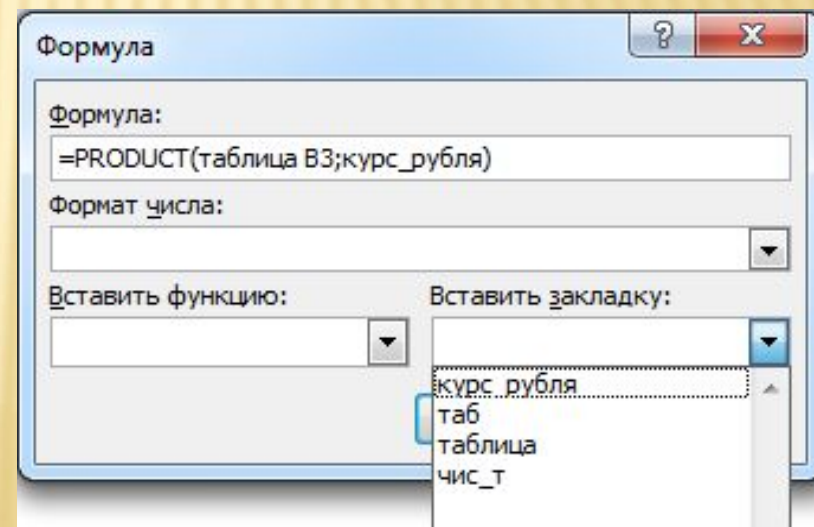 Формула
Формула:
=PRODUCT(таблица B3;курс_рубля)
Формат числа:
Вставить функцию:
Вставить закладку:
курс_рубля
таб
таблица
чис_т